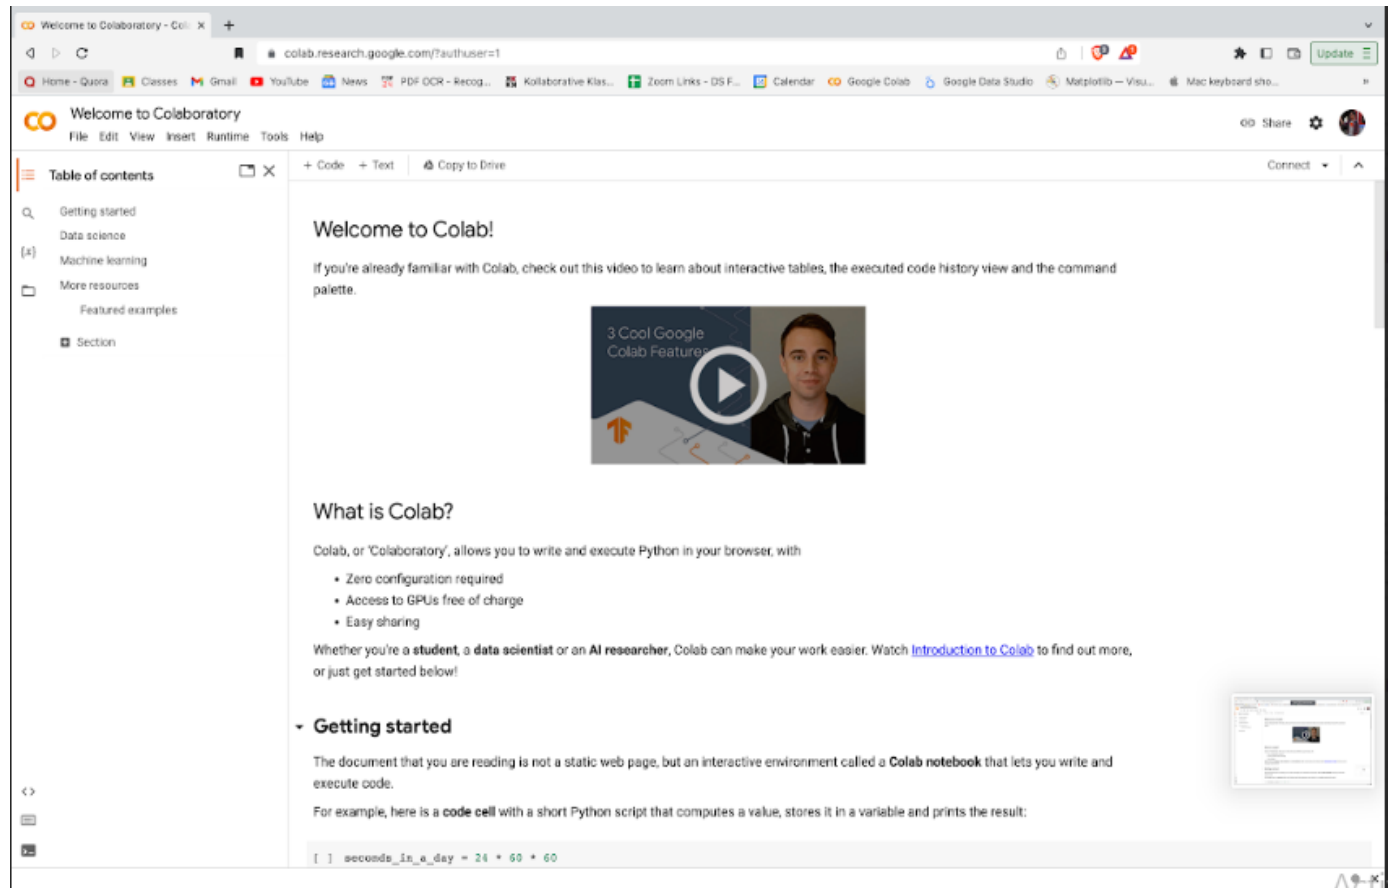 Welcome to Colaboratory - Col
colab.research.google.com/?authuser=1
Update
Home - Quora Classes Gmail YouTube News PDF OCR - Recog... Kollaborative Klas... Zoom Links - DS F... Calendar Google Colab Google Data Studio Matplotlib — Visu... Mac keyboard sho... »
CO Welcome to Colaboratory
File Edit View Insert Runtime Tools Help
Share
Table of contents
Getting started
Data science
Machine learning
More resources
Featured examples
Section
+ Code + Text Copy to Drive
Connect
Welcome to Colab!
If you're already familiar with Colab, check out this video to learn about interactive tables, the executed code history view and the command
palette.
3 Cool Google
Colab Features
What is Colab?
Colab, or 'Colaboratory', allows you to write and execute Python in your browser, with
• Zero configuration required
• Access to GPUs free of charge
• Easy sharing
Whether you're a student, a data scientist or an AI researcher, Colab can make your work easier. Watch Introduction to Colab to find out more,
or just get started below!
Getting started
The document that you are reading is not a static web page, but an interactive environment called a Colab notebook that lets you write and
execute code.
For example, here is a code cell with a short Python script that computes a value, stores it in a variable and prints the result:
[ ] seconds_in_a_day = 24 * 60 * 60